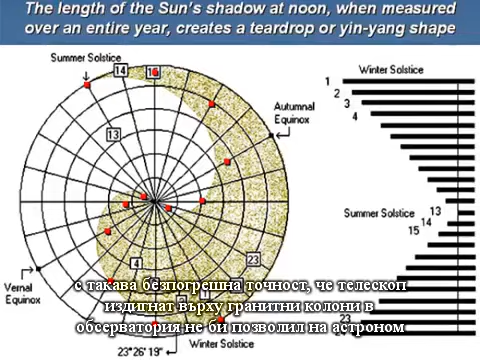 The length of the Sun's shadow at noon, when measured
over an entire year, creates a teardrop or yin-yang shape
Summer Solstice
14
13
Autumnal
Equinox
Vernal
Equinox
4
1
23
Winter Solstice
23° 26' 19"
1
Winter Solstice
2
3
4
Summer Solstice
13
14
15
23
с такава безпогрешна точност, че телескоп
издигнат върху гранитни колони в
обсерватория не би позволил на астроном